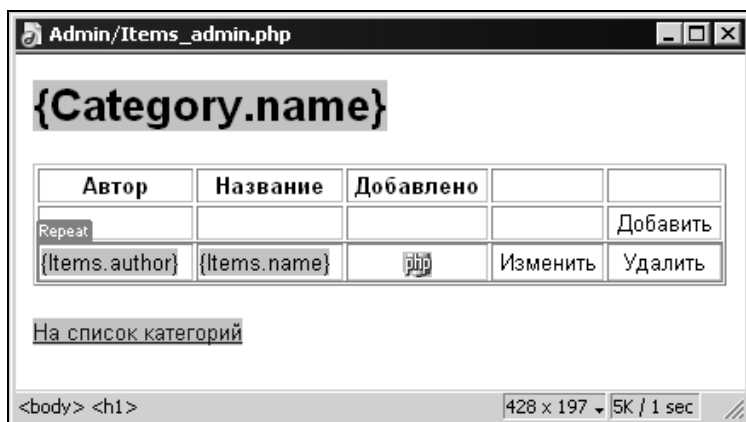 Admin/Items_admin.php
{Category.name}
Автор Название Добавлено
Добавить
Repeat
{Items.author} {Items.name} php Изменить Удалить
На список категорий
<body> <h1> 428 x 197 5K / 1 sec